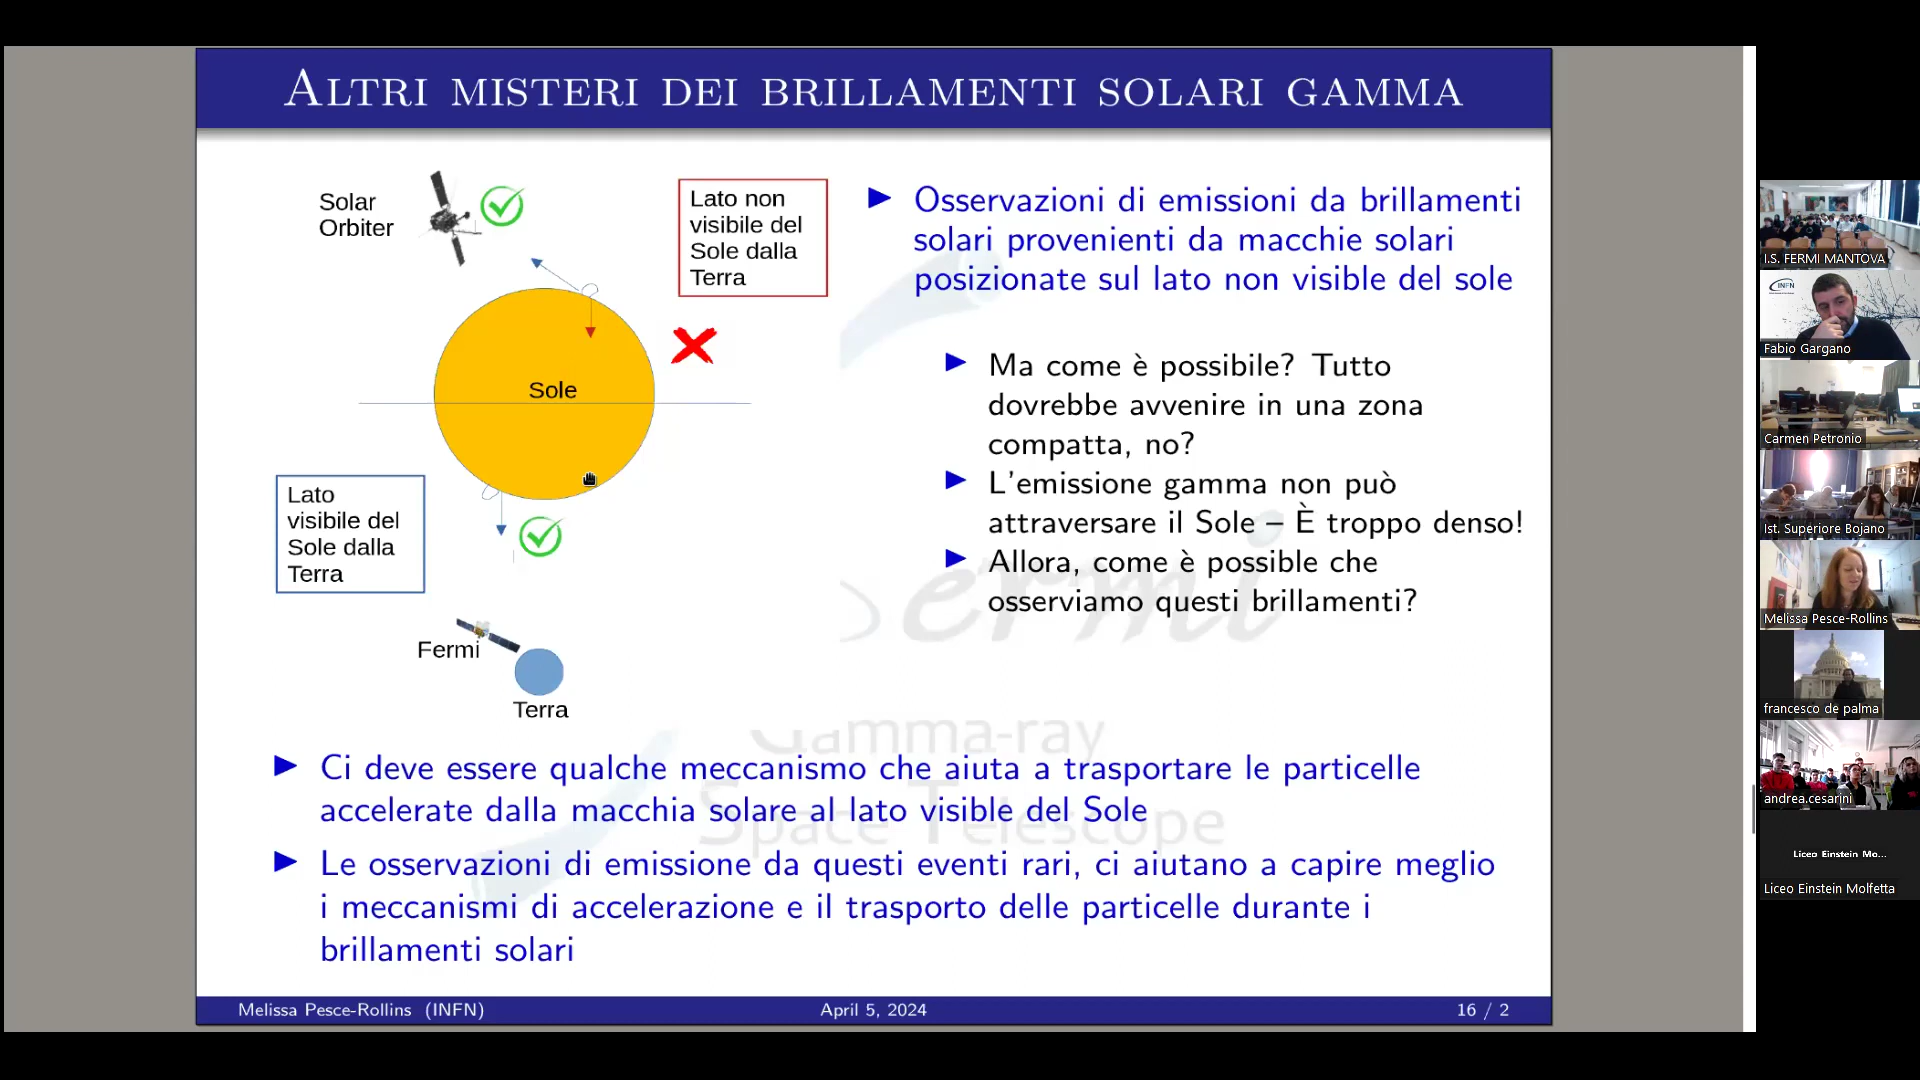 Altri misteri dei brillamenti solari gamma
Solar
Orbiter
Lato non
visibile del
Sole dalla
Terra
Sole
Lato
visibile del
Sole dalla
Terra
Fermi
Terra
Osservazioni di emissioni da brillamenti
solari provenienti da macchie solari
posizionate sul lato non visible del sole
Ma come è possibile? Tutto
dovrebbe avvenire in una zona
compatta, no?
L'emissione gamma non può
attraversare il Sole – È troppo denso!
Allora, come è possibile che
osserviamo questi brillamenti?
Fermi
Gamma-ray
Space Telescope
Ci deve essere qualche meccanismo che aiuta a trasportare le particelle
accelerate dalla macchia solare al lato visible del Sole
Le osservazioni di emissione da questi eventi rari, ci aiutano a capire meglio
i meccanismi di accelerazione e il trasporto delle particelle durante i
brillamenti solari
Melissa Pesce-Rollins (INFN)
April 5, 2024
16 / 2
I.S. FERMI MANTOVA
INFN
Fabio Gargano
Carmen Petronio
Ist. Superiore Bojano
Melissa Pesce-Rollins
francesco de palma
andrea.cesarini
Liceo Einstein Mo...
Liceo Einstein Molfetta